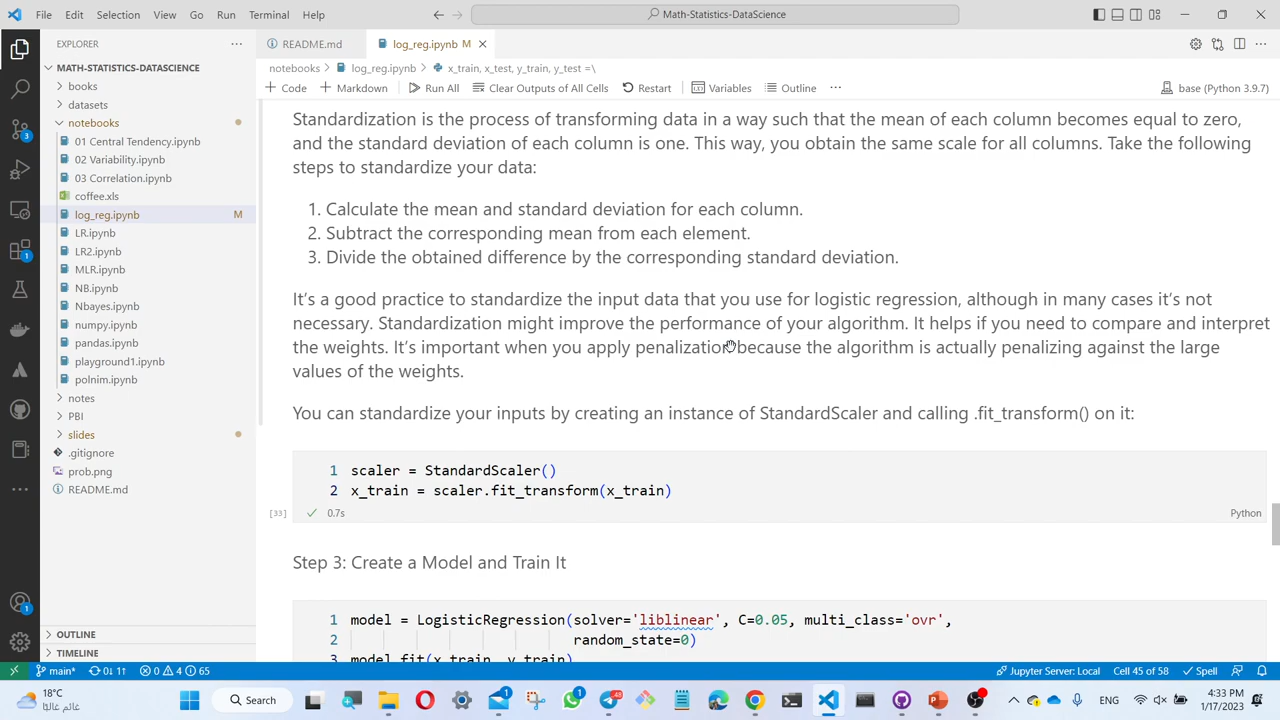 File Edit Selection View Go Run Terminal Help
Math-Statistics-DataScience
EXPLORER
README.md
log_reg.ipynb M
MATH-STATISTICS-DATASCIENCE
notebooks > log_reg.ipynb > x_train, x_test, y_train, y_test =\
Code Markdown Run All Clear Outputs of All Cells Restart Variables Outline base (Python 3.9.7)
books
datasets
notebooks
01 Central Tendency.ipynb
02 Variability.ipynb
03 Correlation.ipynb
coffee.xls
log_reg.ipynb M
LR.ipynb
LR2.ipynb
MLR.ipynb
NB.ipynb
Nbayes.ipynb
numpy.ipynb
pandas.ipynb
playground1.ipynb
polnim.ipynb
notes
PBI
slides
.gitignore
prob.png
README.md
OUTLINE
TIMELINE
Standardization is the process of transforming data in a way such that the mean of each column becomes equal to zero,
and the standard deviation of each column is one. This way, you obtain the same scale for all columns. Take the following
steps to standardize your data:
1. Calculate the mean and standard deviation for each column.
2. Subtract the corresponding mean from each element.
3. Divide the obtained difference by the corresponding standard deviation.
It's a good practice to standardize the input data that you use for logistic regression, although in many cases it's not
necessary. Standardization might improve the performance of your algorithm. It helps if you need to compare and interpret
the weights. It's important when you apply penalization because the algorithm is actually penalizing against the large
values of the weights.
You can standardize your inputs by creating an instance of StandardScaler and calling .fit_transform() on it:
1 scaler = StandardScaler()
2 x_train = scaler.fit_transform(x_train)
[33] 0.7s Python
Step 3: Create a Model and Train It
1 model = LogisticRegression(solver='liblinear', C=0.05, multi_class='ovr',
2 random_state=0)
3 model.fit(x_train, y_train)
main* 0↓ 1↑ 0 4 65 Jupyter Server: Local Cell 45 of 58 Spell
18°C
غائم غالبًا
Search
ENG
4:33 PM
1/17/2023